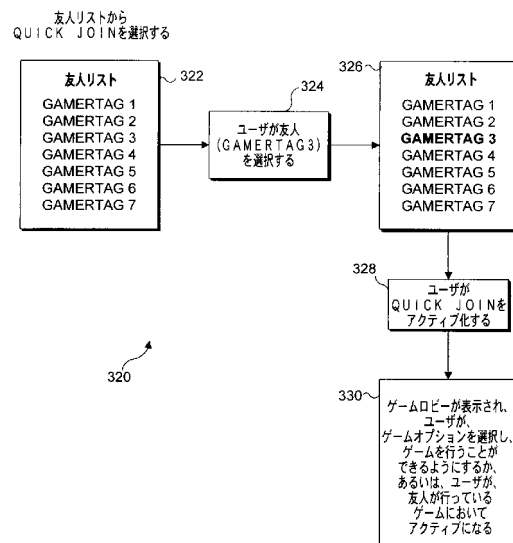 友人リストから
QUICK JOINを選択する
322
友人リスト
GAMERTAG 1
GAMERTAG 2
GAMERTAG 3
GAMERTAG 4
GAMERTAG 5
GAMERTAG 6
GAMERTAG 7
324
ユーザが友人
(GAMERTAG3)
を選択する
326
友人リスト
GAMERTAG 1
GAMERTAG 2
GAMERTAG 3
GAMERTAG 4
GAMERTAG 5
GAMERTAG 6
GAMERTAG 7
328
ユーザが
QUICK JOINを
アクティブ化する
320
330
ゲームロビーが表示され、
ユーザが、
ゲームオプションを選択し、
ゲームを行うことが
できるようにするか、
あるいは、ユーザが、
友人が行っている
ゲームにおいて
アクティブになる